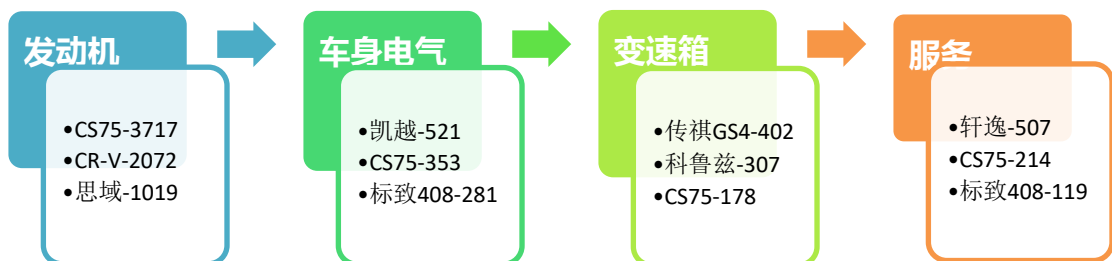 发动机
•CS75-3717
•CR-V-2072
•思域-1019
车身电气
•凯越-521
•CS75-353
•标致408-281
变速箱
•传祺GS4-402
•科鲁兹-307
•CS75-178
服务
•轩逸-507
•CS75-214
•标致408-119